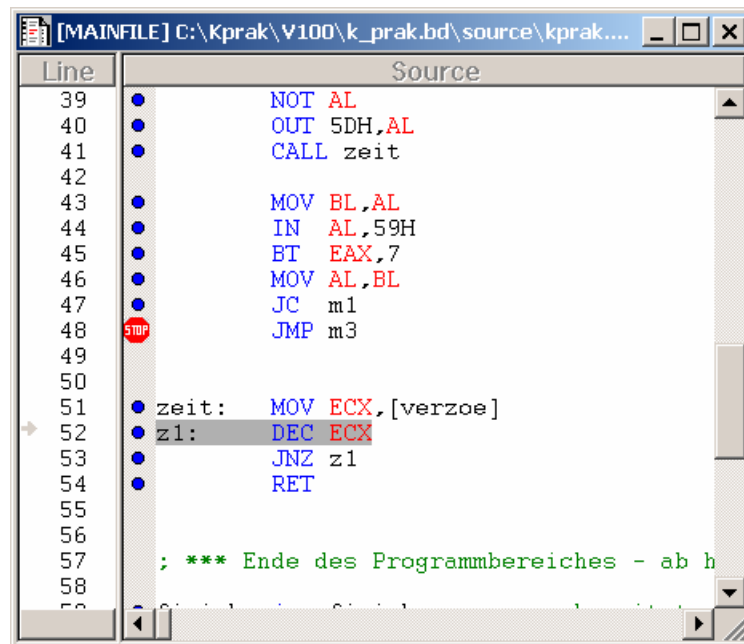 [MAINFILE] C:\Kprak\V100\k_prak.bd\source\kprak....
Line Source
39 NOT AL
40 OUT 5DH,AL
41 CALL zeit
42
43 MOV BL,AL
44 IN AL,59H
45 BT EAX,7
46 MOV AL,BL
47 JC m1
48 STOP JMP m3
49
50
51 zeit: MOV ECX,[verzoe]
52 z1: DEC ECX
53 JNZ z1
54 RET
55
56
57 ; *** Ende des Programmbereiches - ab h
58